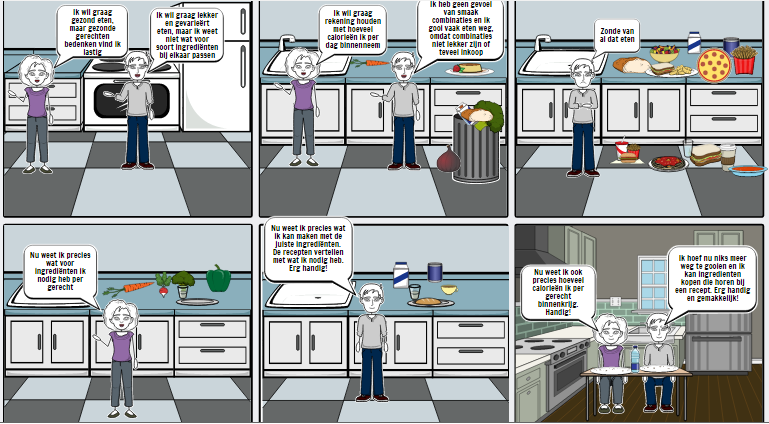 Ik wil graag
gezond eten,
maar gezonde
gerechten
bedenken vind ik
lastig
Ik wil graag lekker
en gevarieërt
eten, maar ik weet
niet wat voor
soort ingrediënten
bij elkaar passen
Ik wil graag
rekening houden
met hoeveel
calorieën ik per
dag binnenneem
Ik heb geen gevoel
van smaak
combinaties en ik
gooi vaak eten weg,
omdat combinaties
niet lekker zijn of
teveel inkoop
Zonde van
al dat eten
Nu weet ik precies
wat voor
ingrediënten ik
nodig heb per
gerecht
Nu weet ik precies wat
ik kan maken met de
juiste ingrediënten.
De recepten vertellen
met wat ik nodig heb.
Erg handig!
Nu weet ik ook
precies hoeveel
calorieën ik per
gerecht
binnenkrijg.
Handig!
Ik hoef nu niks meer
weg te gooien en ik
kan ingredienten
kopen die horen bij
een recept. Erg handig
en gemakkelijk!